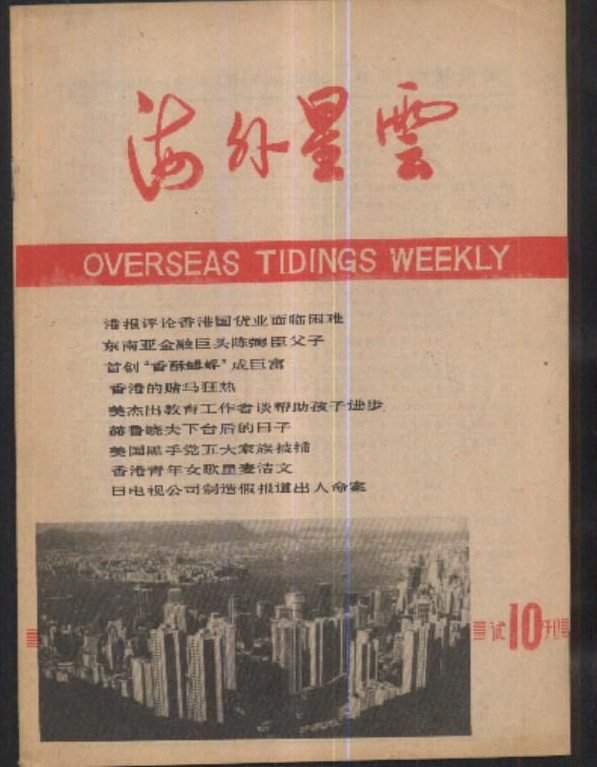 海外星雲
OVERSEAS TIDINGS WEEKLY
港报评论香港国优业面临困难
东南亚金融巨头陈弼臣父子
首创“香酥蟋蟀”成巨富
香港的赌马狂热
美杰出教育工作者谈帮助孩子进步
赫鲁晓夫下台后的日子
美国黑手党五大家族被捕
香港青年女歌星麦洁文
日电视公司制造假报道出人命案
试10刊